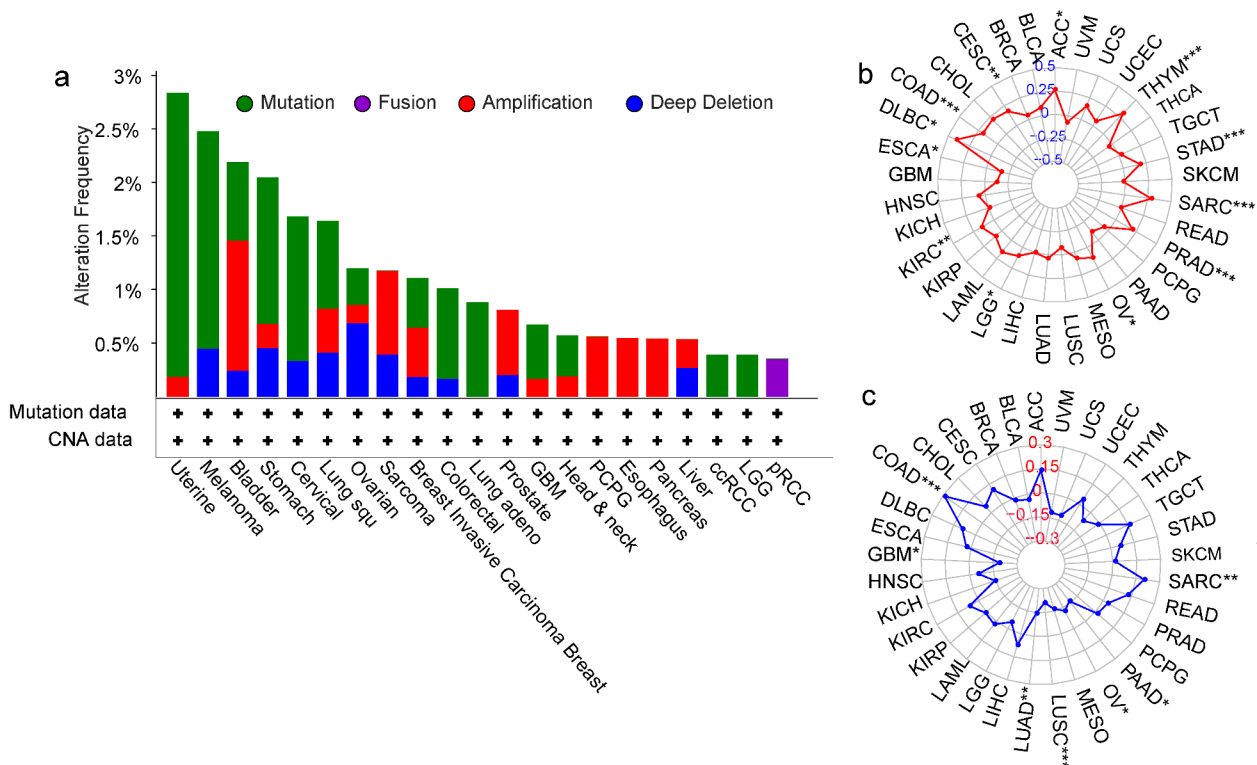 a
3%
2.5%
2%
1.5%
1%
0.5%
Alteration Frequency
Mutation
Fusion
Amplification
Deep Deletion
Mutation data
+ + + + + + + + + + + + + + + + + + + + +
CNA data
+ + + + + + + + + + + + + + + + + + + + +
Uterine
Melanoma
Bladder
Stomach
Cervical
Lung squ
Ovarian
Sarcoma
Breast Invasive Carcinoma Breast
Colorectal
Lung adeno
Prostate
GBM
Head & neck
PCPG
Esophagus
Pancreas
Liver
ccRCC
LGG
pRCC
b
ACC*
UVM
UCS
UCEC
THYM***
THCA
TGCT
STAD***
SKCM
SARC***
READ
PRAD***
PCPG
PAAD
OV*
MESO
LUSC
LUAD
LIHC
LGG*
LAML
KIRP
KIRC**
KICH
HNSC
GBM
ESCA*
DLBC*
COAD***
CHOL
CESC**
BRCA
BLCA
0.5
0.25
0
−0.25
−0.5
c
ACC
UVM
UCS
UCEC
THYM
THCA
TGCT
STAD
SKCM
SARC**
READ
PRAD
PCPG
PAAD*
OV*
MESO
LUSC***
LUAD**
LIHC
LGG
LAML
KIRP
KIRC
KICH
HNSC
GBM*
ESCA
DLBC
COAD***
CHOL
CESC
BRCA
BLCA
0.3
0.15
0
−0.15
−0.3